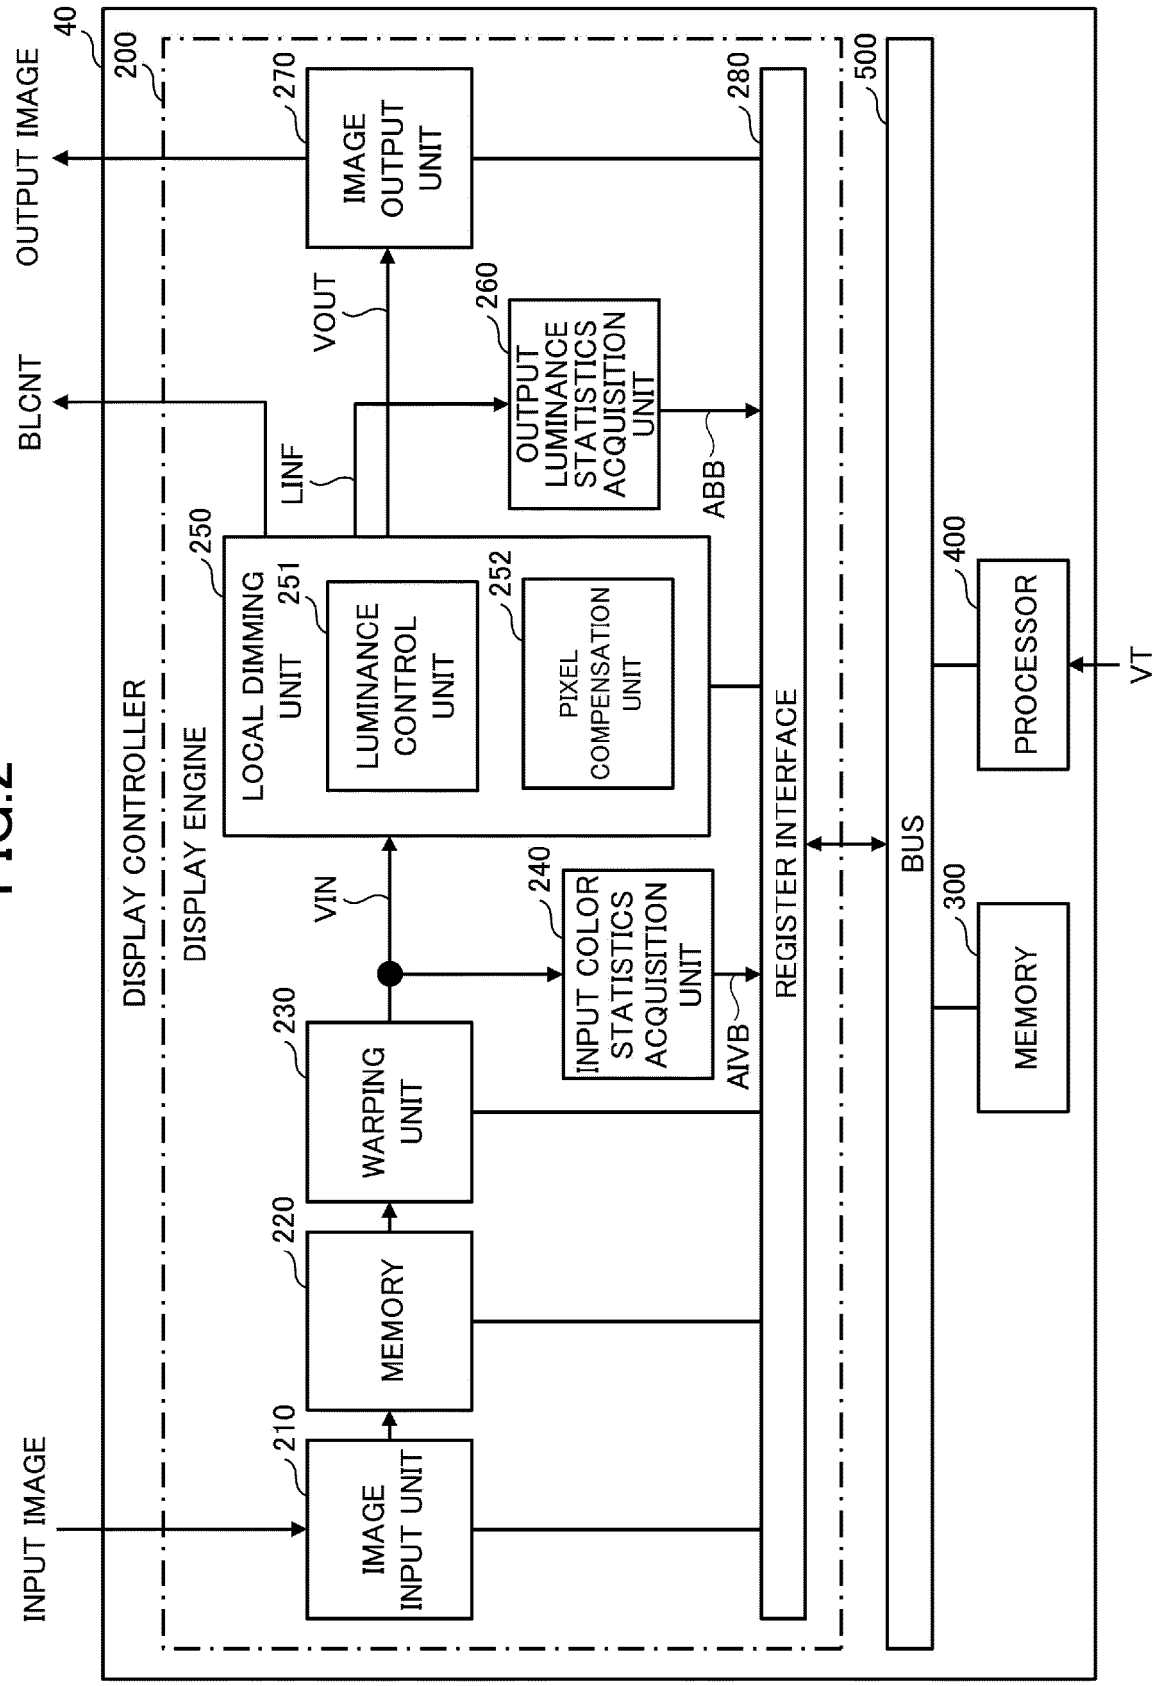 FIG.2
INPUT IMAGE
BLCNT
OUTPUT IMAGE
40
DISPLAY CONTROLLER
200
DISPLAY ENGINE
210
IMAGE
INPUT UNIT
220
MEMORY
230
WARPING
UNIT
VIN
240
INPUT COLOR
STATISTICS
ACQUISITION
UNIT
AIVB
250
LOCAL DIMMING
UNIT
251
LUMINANCE
CONTROL
UNIT
252
PIXEL
COMPENSATION
UNIT
LINF
VOUT
260
OUTPUT
LUMINANCE
STATISTICS
ACQUISITION
UNIT
ABB
270
IMAGE
OUTPUT
UNIT
280
REGISTER INTERFACE
500
BUS
300
MEMORY
400
PROCESSOR
VT